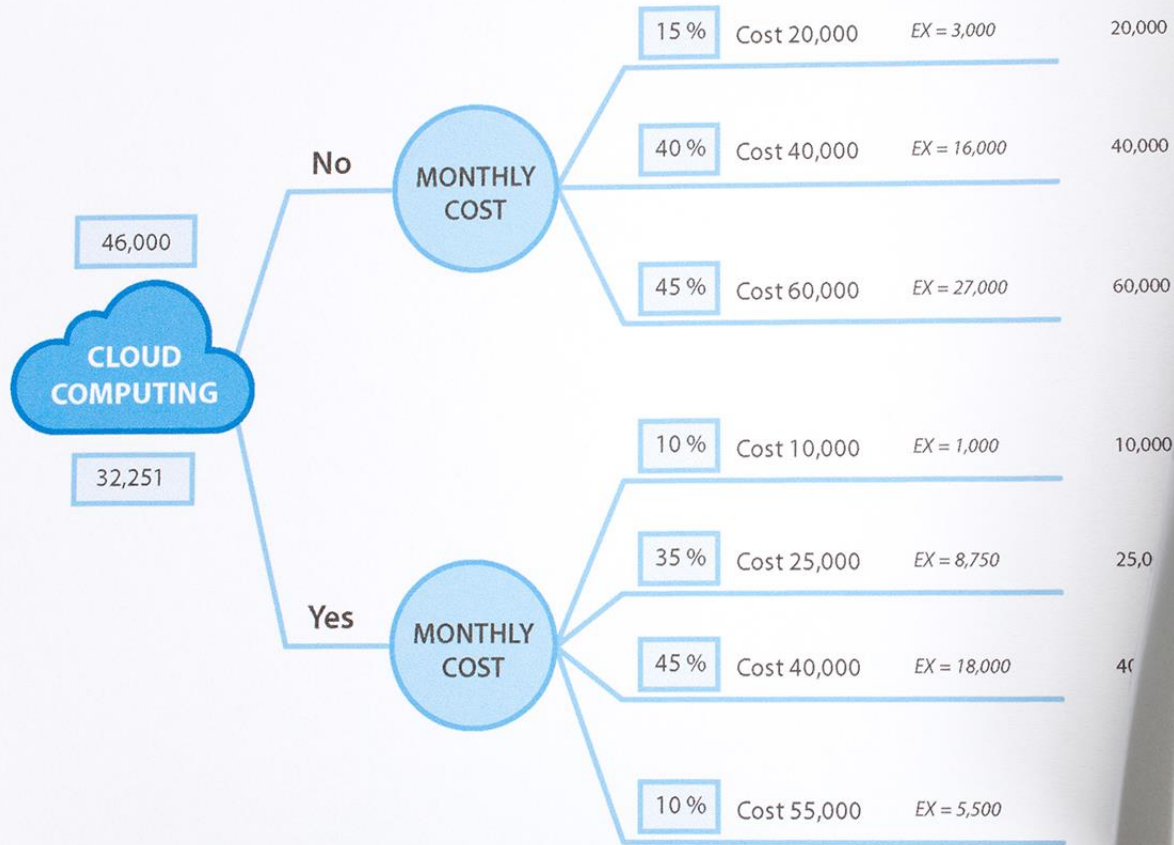 15 % Cost 20,000 EX = 3,000 20,000
No
40 % Cost 40,000 EX = 16,000 40,000
MONTHLY
COST
46,000
45 % Cost 60,000 EX = 27,000 60,000
CLOUD
COMPUTING
10 % Cost 10,000 EX = 1,000 10,000
32,251
35 % Cost 25,000 EX = 8,750 25,0
Yes
MONTHLY
COST
45 % Cost 40,000 EX = 18,000
10 % Cost 55,000 EX = 5,500